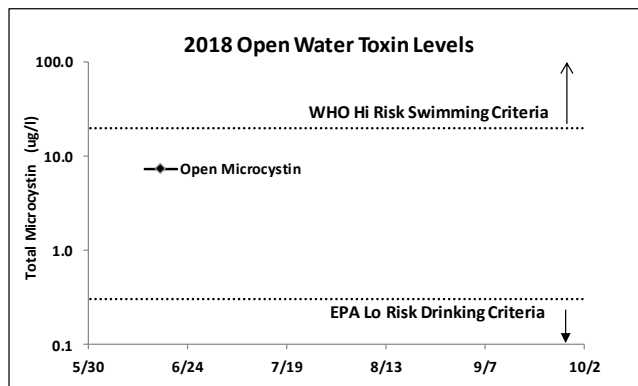 2018 Open Water Toxin Levels
100.0
WHO Hi Risk Swimming Criteria
10.0
Open Microcystin
Total Microcystin (ug/l)
1.0
EPA Lo Risk Drinking Criteria
0.1
5/30 6/24 7/19 8/13 9/7 10/2